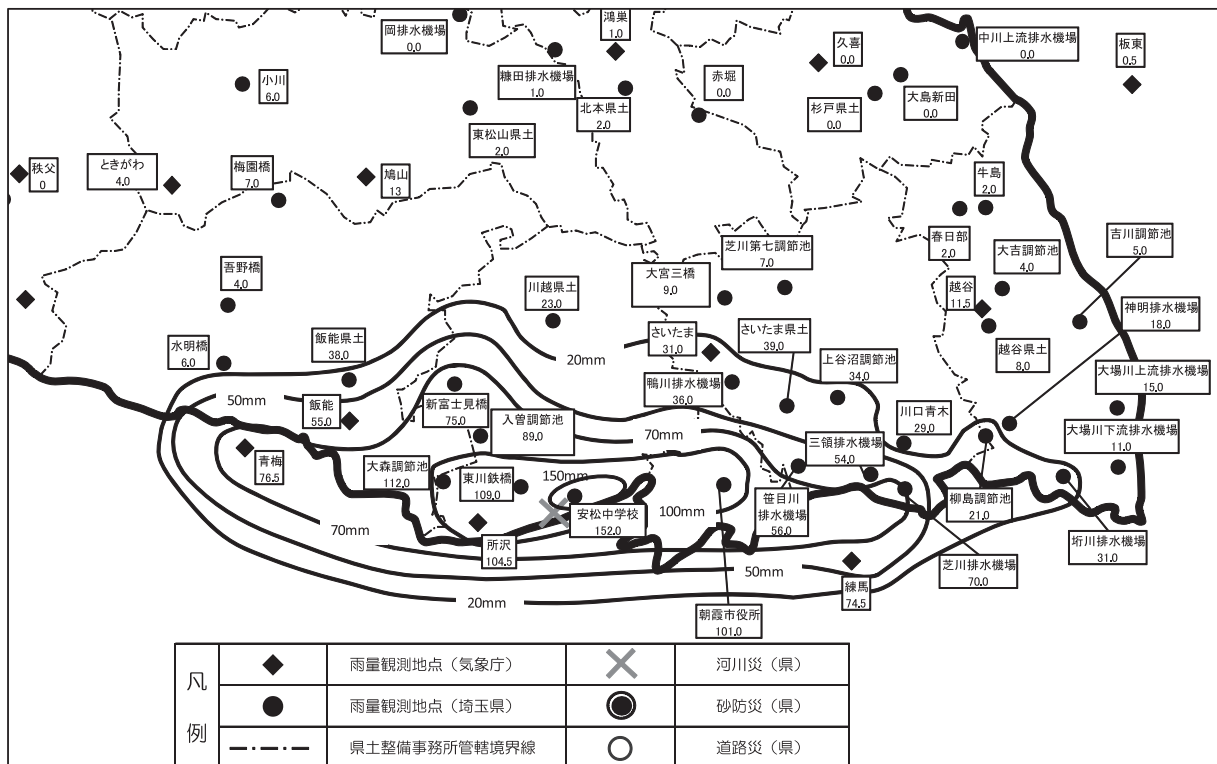 岡排水機場
0.0
鴻巣
1.0
久喜
0.0
中川上流排水機場
0.0
板東
0.5
小川
6.0
糠田排水機場
1.0
北本県土
2.0
赤堀
0.0
杉戸県土
0.0
大島新田
0.0
東松山県土
2.0
秩父
0
ときがわ
4.0
梅園橋
7.0
鳩山
13
牛島
2.0
春日部
2.0
吉川調節池
5.0
大吉調節池
4.0
芝川第七調節池
7.0
大宮三橋
9.0
吾野橋
4.0
川越県土
23.0
越谷
11.5
神明排水機場
18.0
水明橋
6.0
飯能県土
38.0
20mm
さいたま
31.0
さいたま県土
39.0
上谷沼調節池
34.0
越谷県土
8.0
大場川上流排水機場
15.0
50mm
飯能
55.0
新富士見橋
75.0
入曽調節池
89.0
鴨川排水機場
36.0
70mm
川口青木
29.0
大場川下流排水機場
11.0
三領排水機場
54.0
青梅
76.5
大森調節池
112.0
東川鉄橋
109.0
150mm
安松中学校
152.0
100mm
笹目川
排水機場
56.0
柳島調節池
21.0
垳川排水機場
31.0
70mm
所沢
104.5
50mm
芝川排水機場
70.0
練馬
74.5
20mm
朝霞市役所
101.0
凡例
雨量観測地点（気象庁）
河川災（県）
雨量観測地点（埼玉県）
砂防災（県）
県土整備事務所管轄境界線
道路災（県）